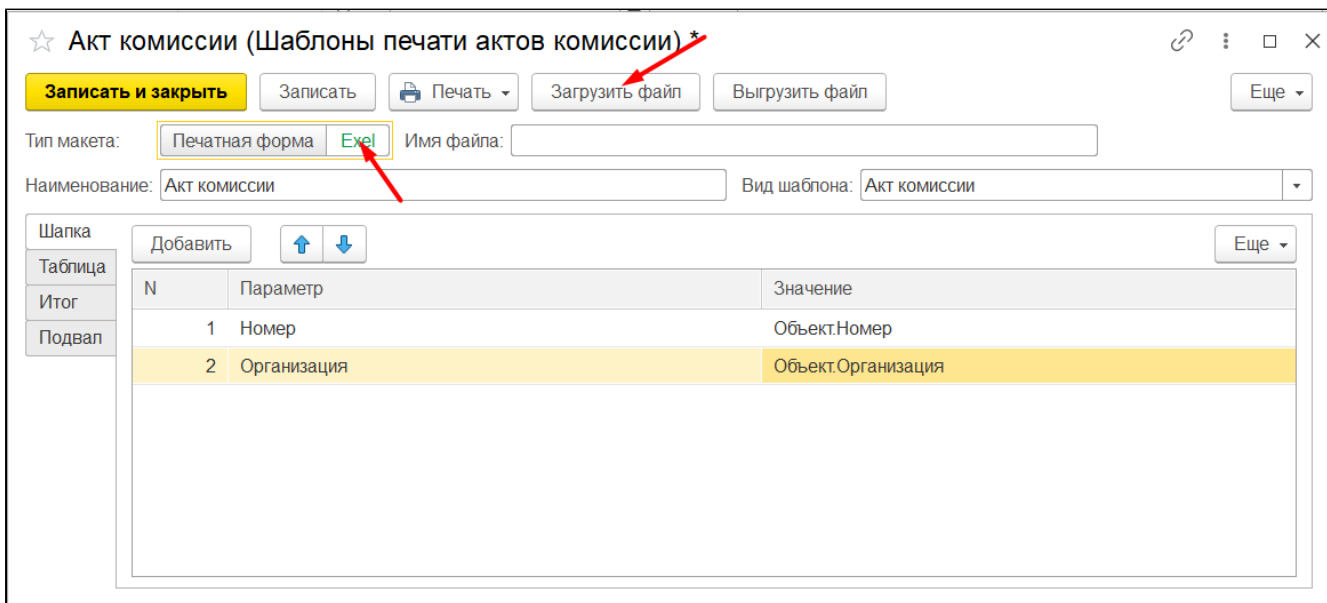 Акт комиссии (Шаблоны печати актов комиссии) *
Записать и закрыть Записать Печать Загрузить файл Выгрузить файл Еще
Тип макета: Печатная форма Exel Имя файла:
Наименование: Акт комиссии Вид шаблона: Акт комиссии
Шапка Добавить Еще
Таблица
N Параметр Значение
Итог
1 Номер Объект.Номер
Подвал
2 Организация Объект.Организация